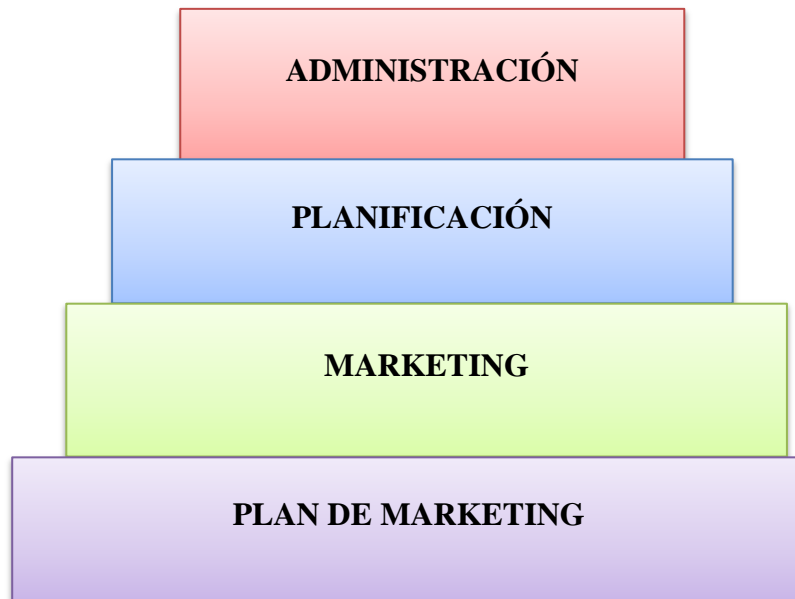 ADMINISTRACIÓN
PLANIFICACIÓN
MARKETING
PLAN DE MARKETING